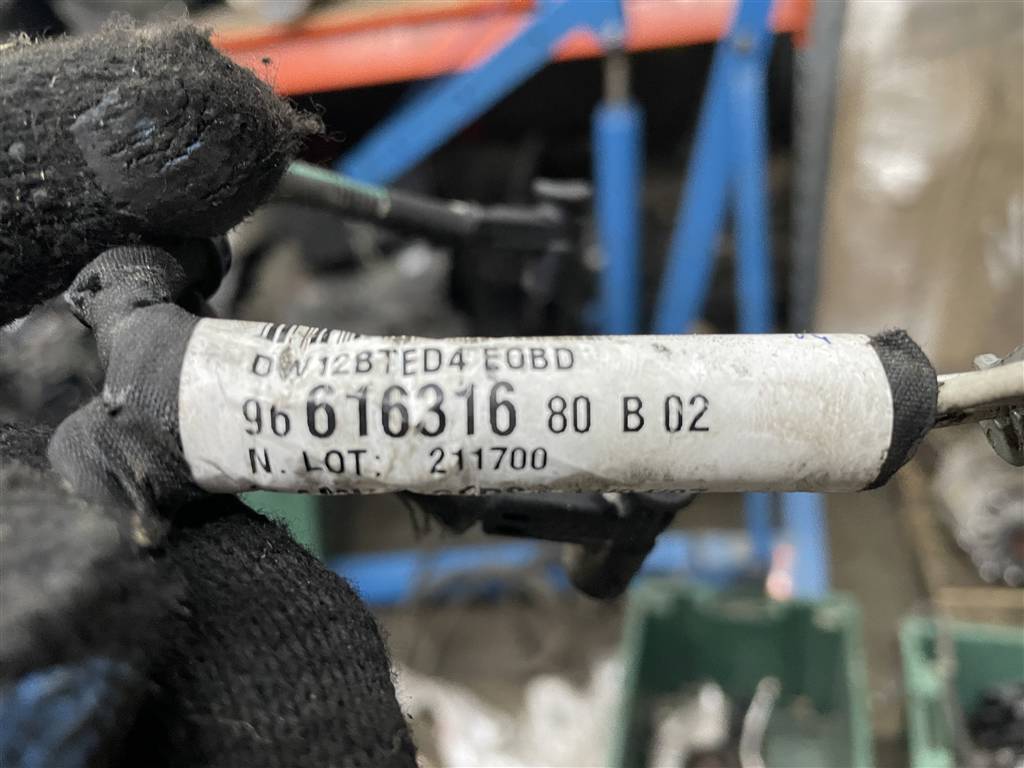 DW12BTED4 EOBD
96 616316 80 B 02
N. LOT: 211700